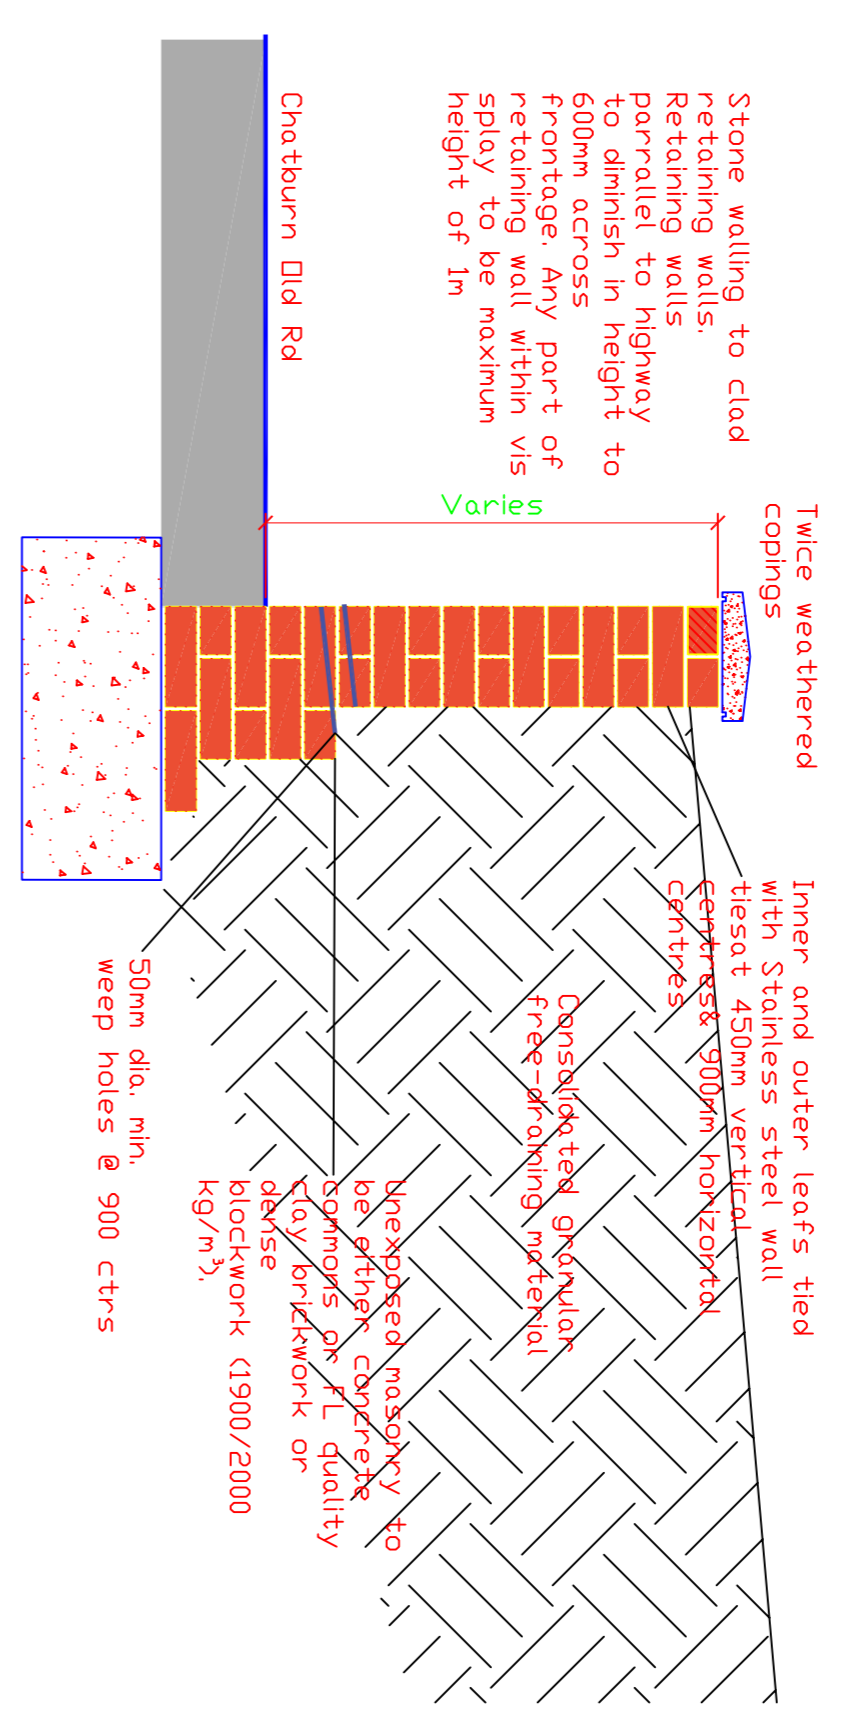 Stone walling to clad
retaining walls.
Retaining walls
parrallel to highway
to diminish in height to
600mm across
frontage. Any part of
retaining wall within vis
splay to be maximum
height of 1m
Chatburn Old Rd
Varies
Twice weathered
copings
Inner and outer leafs tied
with Stainless steel wall
tiesat 450mm vertical
centres& 900mm horizontal
centres
Consolidated granular
free-draining material
Unexposed masonry to
be either concrete
commons or FL quality
clay brickwork or
dense
blockwork (1900/2000
kg/m³).
50mm dia. min.
weep holes @ 900 ctrs